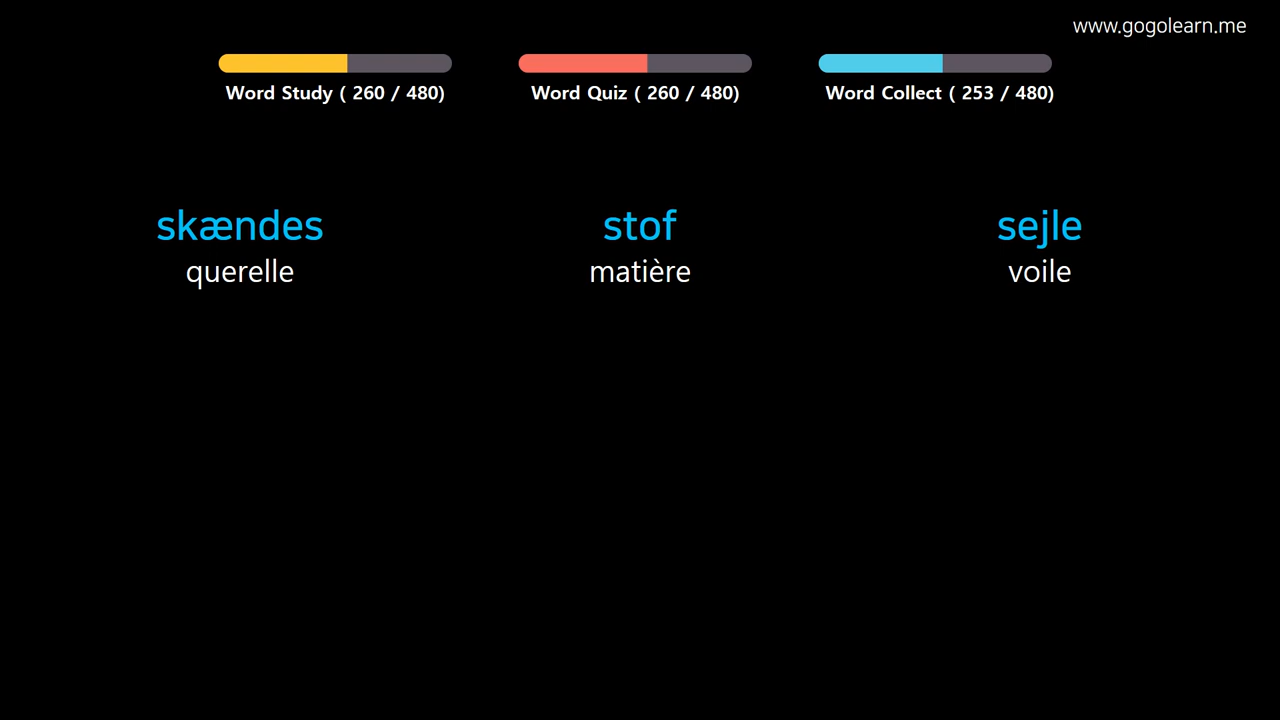 www.gogolearn.me
Word Study ( 260 / 480)
Word Quiz ( 260 / 480)
Word Collect ( 253 / 480)
skændes
querelle
stof
matière
sejle
voile